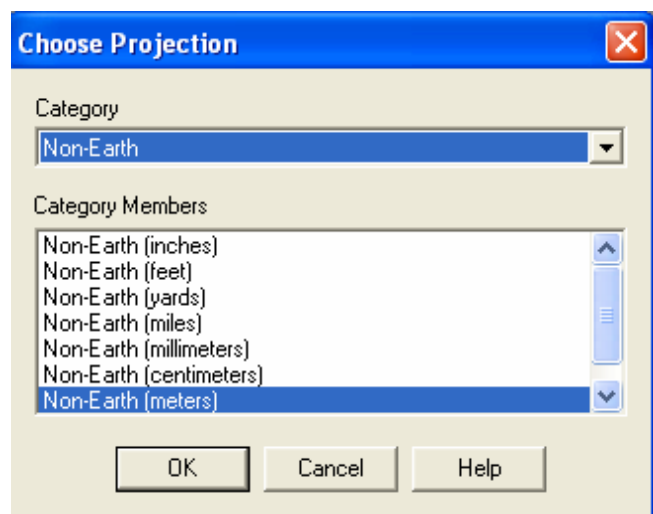 Choose Projection
Category
Non-Earth
Category Members
Non-Earth (inches)
Non-Earth (feet)
Non-Earth (yards)
Non-Earth (miles)
Non-Earth (millimeters)
Non-Earth (centimeters)
Non-Earth (meters)
OK Cancel Help